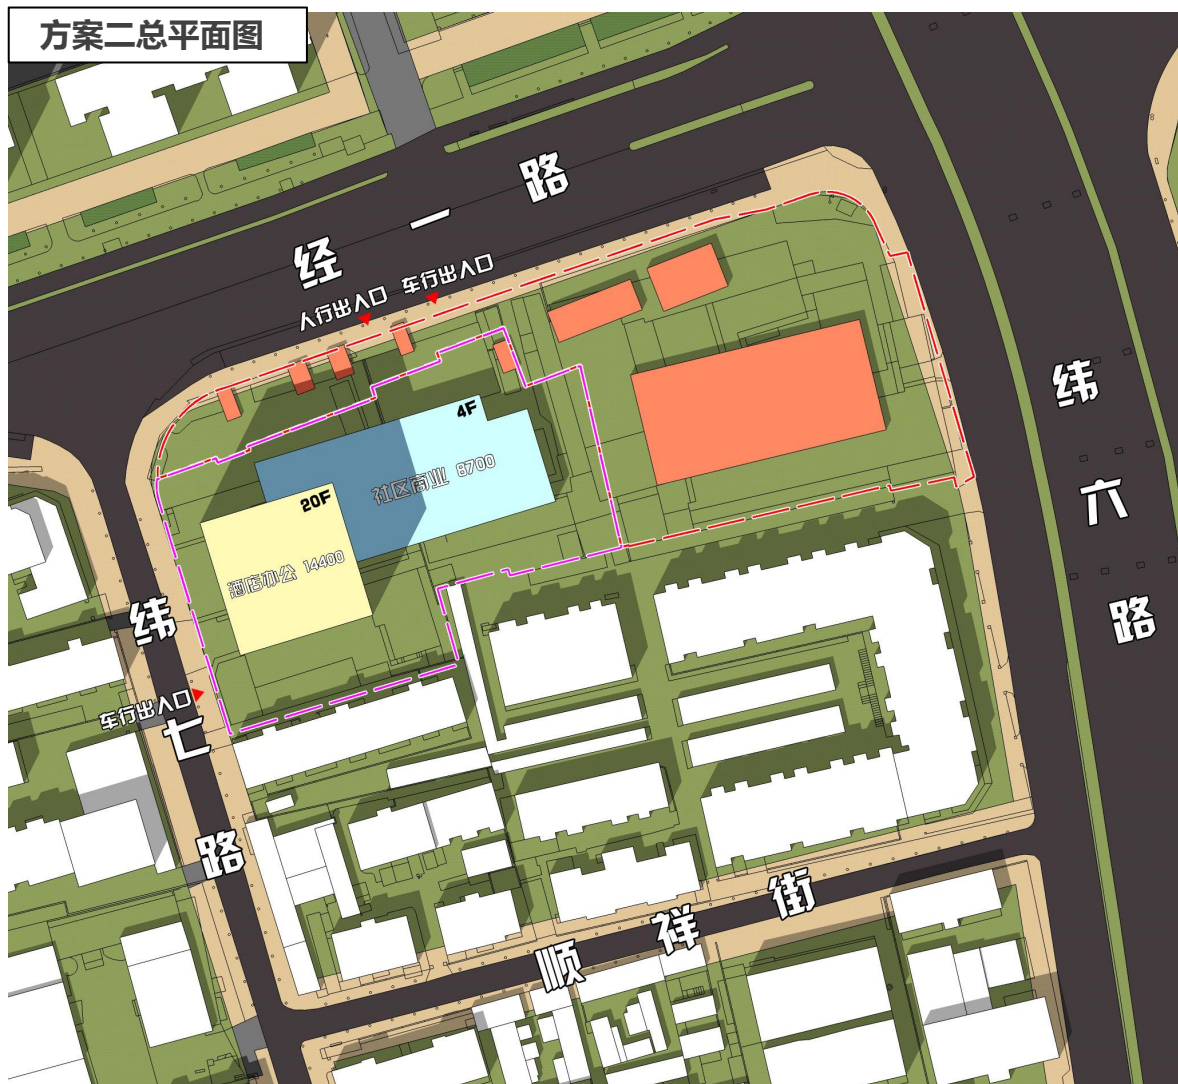 方案二总平面图
经一路
人行出入口
车行出入口
4F
社区商业 8700
20F
酒店办公 14400
纬六路
纬七路
车行出入口
顺祥街